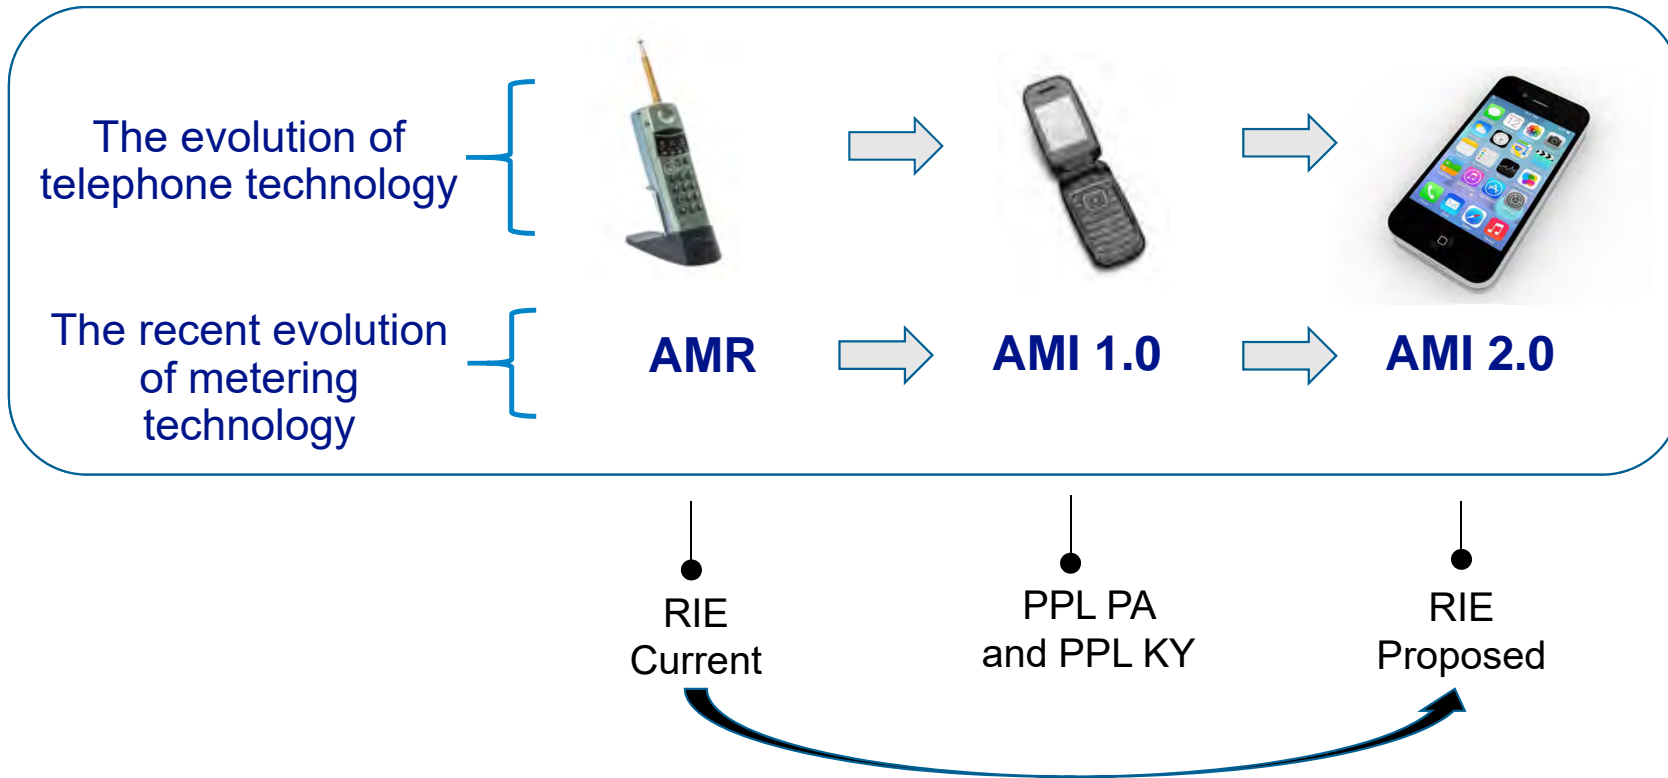 The evolution of
telephone technology
The recent evolution
of metering
technology
AMR
AMI 1.0
AMI 2.0
RIE
Current
PPL PA
and PPL KY
RIE
Proposed